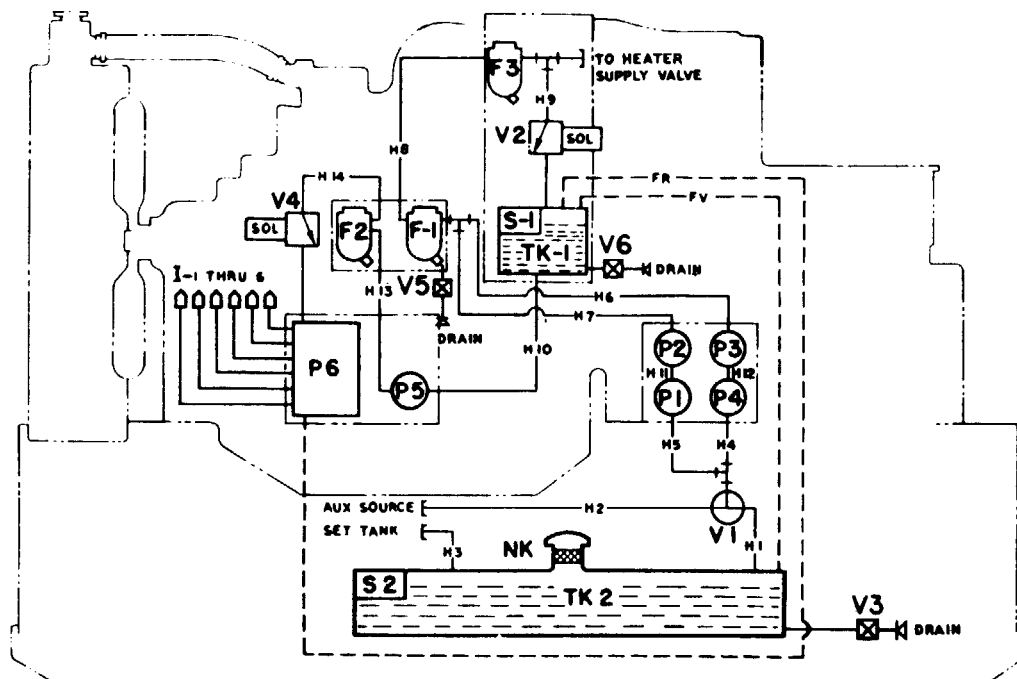 F3
TO HEATER
SUPPLY VALVE
H9
V2
SOL
H8
H14
FR
FV
V4
SOL
F2
F-1
S-1
TK-1
V6
DRAIN
I-1 THRU 6
H13
V5
H6
H7
DRAIN
H10
P6
P5
P2
P3
H11
H12
P1
P4
H5
H4
AUX SOURCE
H2
V1
SET TANK
H3
NK
H1
S2
TK2
V3
DRAIN